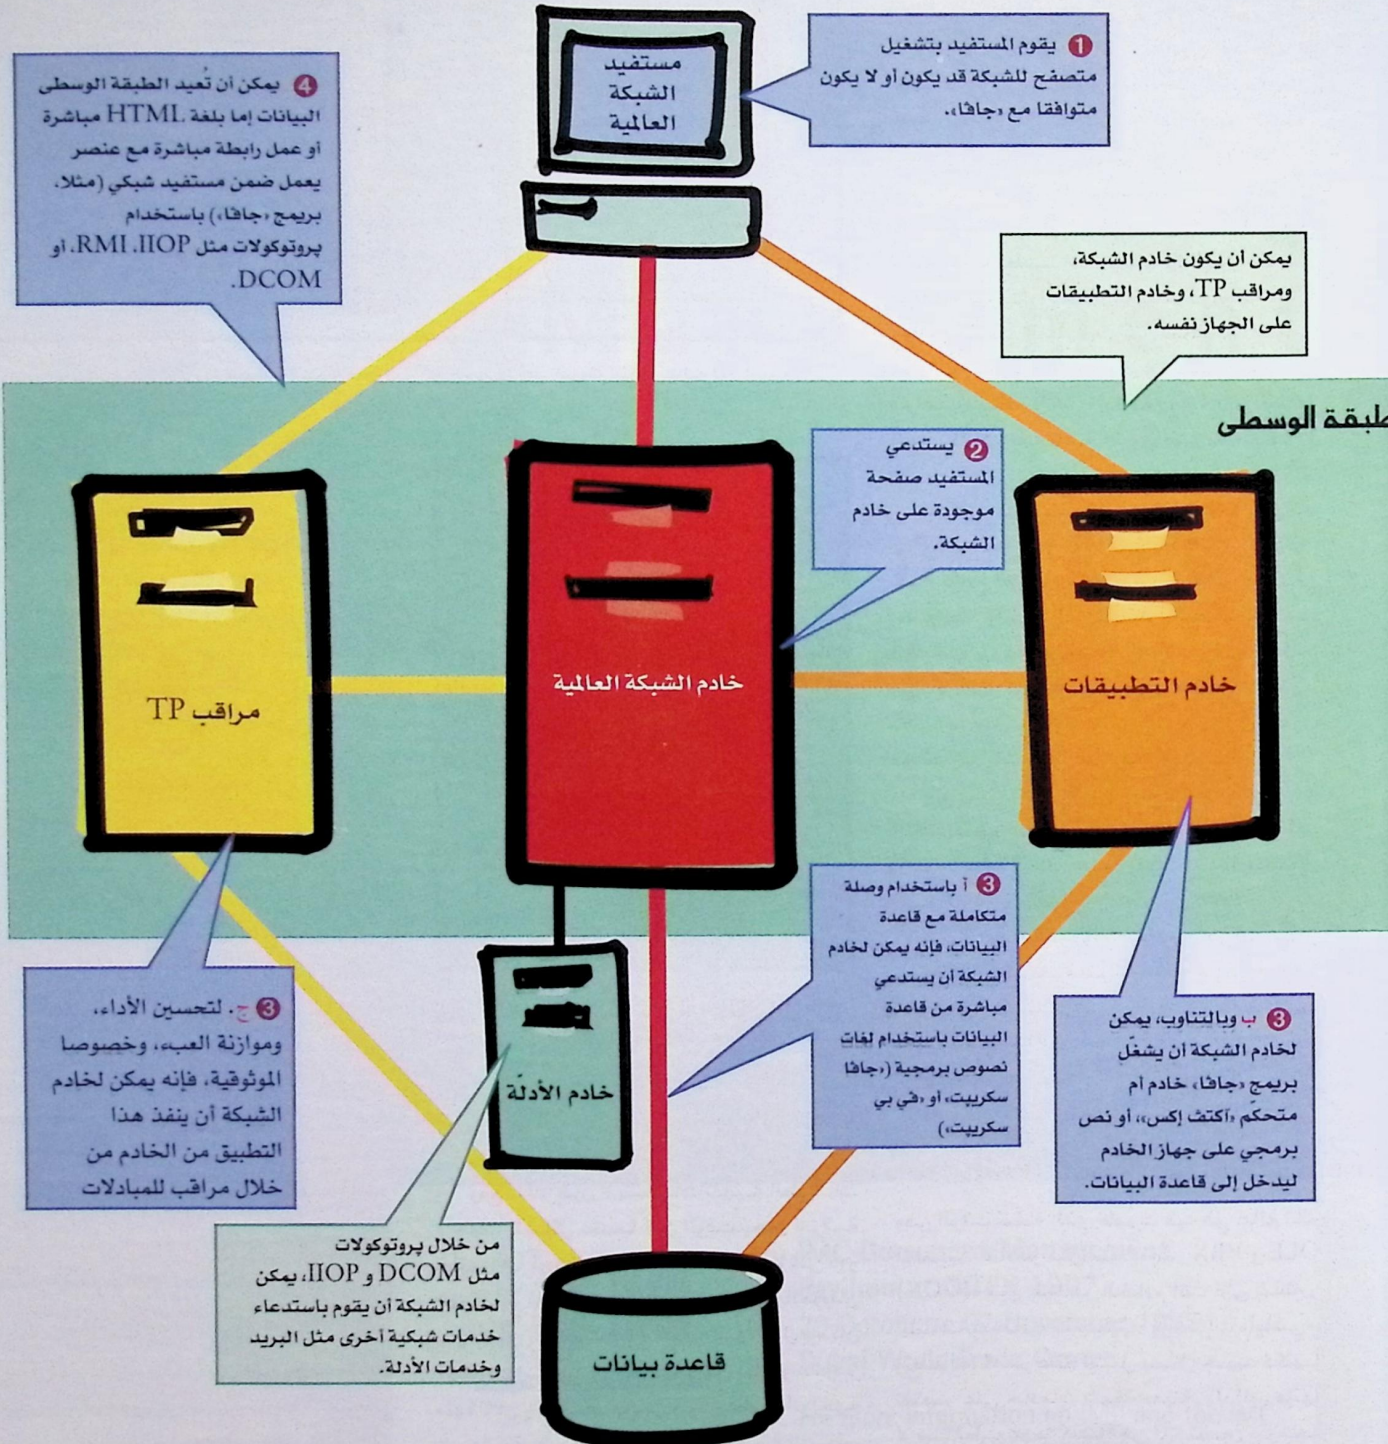 مستفيد
الشبكة
العالمية
1 يقوم المستفيد بتشغيل
متصفح للشبكة قد يكون أو لا يكون
متوافقا مع «جافا».
4 يمكن أن تُعيد الطبقة الوسطى
البيانات إما بلغة HTML مباشرة
أو عمل رابطة مباشرة مع عنصر
يعمل ضمن مستفيد شبكي (مثلا،
بريمج «جافا») باستخدام
پروتوكولات مثل RMI ،IIOP، أو
DCOM.
يمكن أن يكون خادم الشبكة،
ومراقب TP، وخادم التطبيقات
على الجهاز نفسه.
طبقة الوسطى
2 يستدعي
المستفيد صفحة
موجودة على خادم
الشبكة.
خادم التطبيقات
خادم الشبكة العالمية
مراقب TP
3 أ باستخدام وصلة
متكاملة مع قاعدة
البيانات، فإنه يمكن لخادم
الشبكة أن يستدعي
مباشرة من قاعدة
البيانات باستخدام لغات
نصوص برمجية («جافا
سكريبت» أو «في بي
سكريبت»)
3 ب وبالتناوب، يمكن
لخادم الشبكة أن يشغّل
بريمج «جافا» خادم أم
متحكّم «آكتف إكس»، أو نص
برمجي على جهاز الخادم
ليدخل إلى قاعدة البيانات.
3 ج. لتحسين الأداء،
وموازنة العبء، وخصوصا
الموثوقية، فإنه يمكن لخادم
الشبكة أن ينفذ هذا
التطبيق من الخادم من
خلال مراقب للمبادلات
خادم الأدلّة
من خلال پروتوكولات
مثل DCOM و IIOP، يمكن
لخادم الشبكة أن يقوم باستدعاء
خدمات شبكية أخرى مثل البريد
وخدمات الأدلة.
قاعدة بيانات